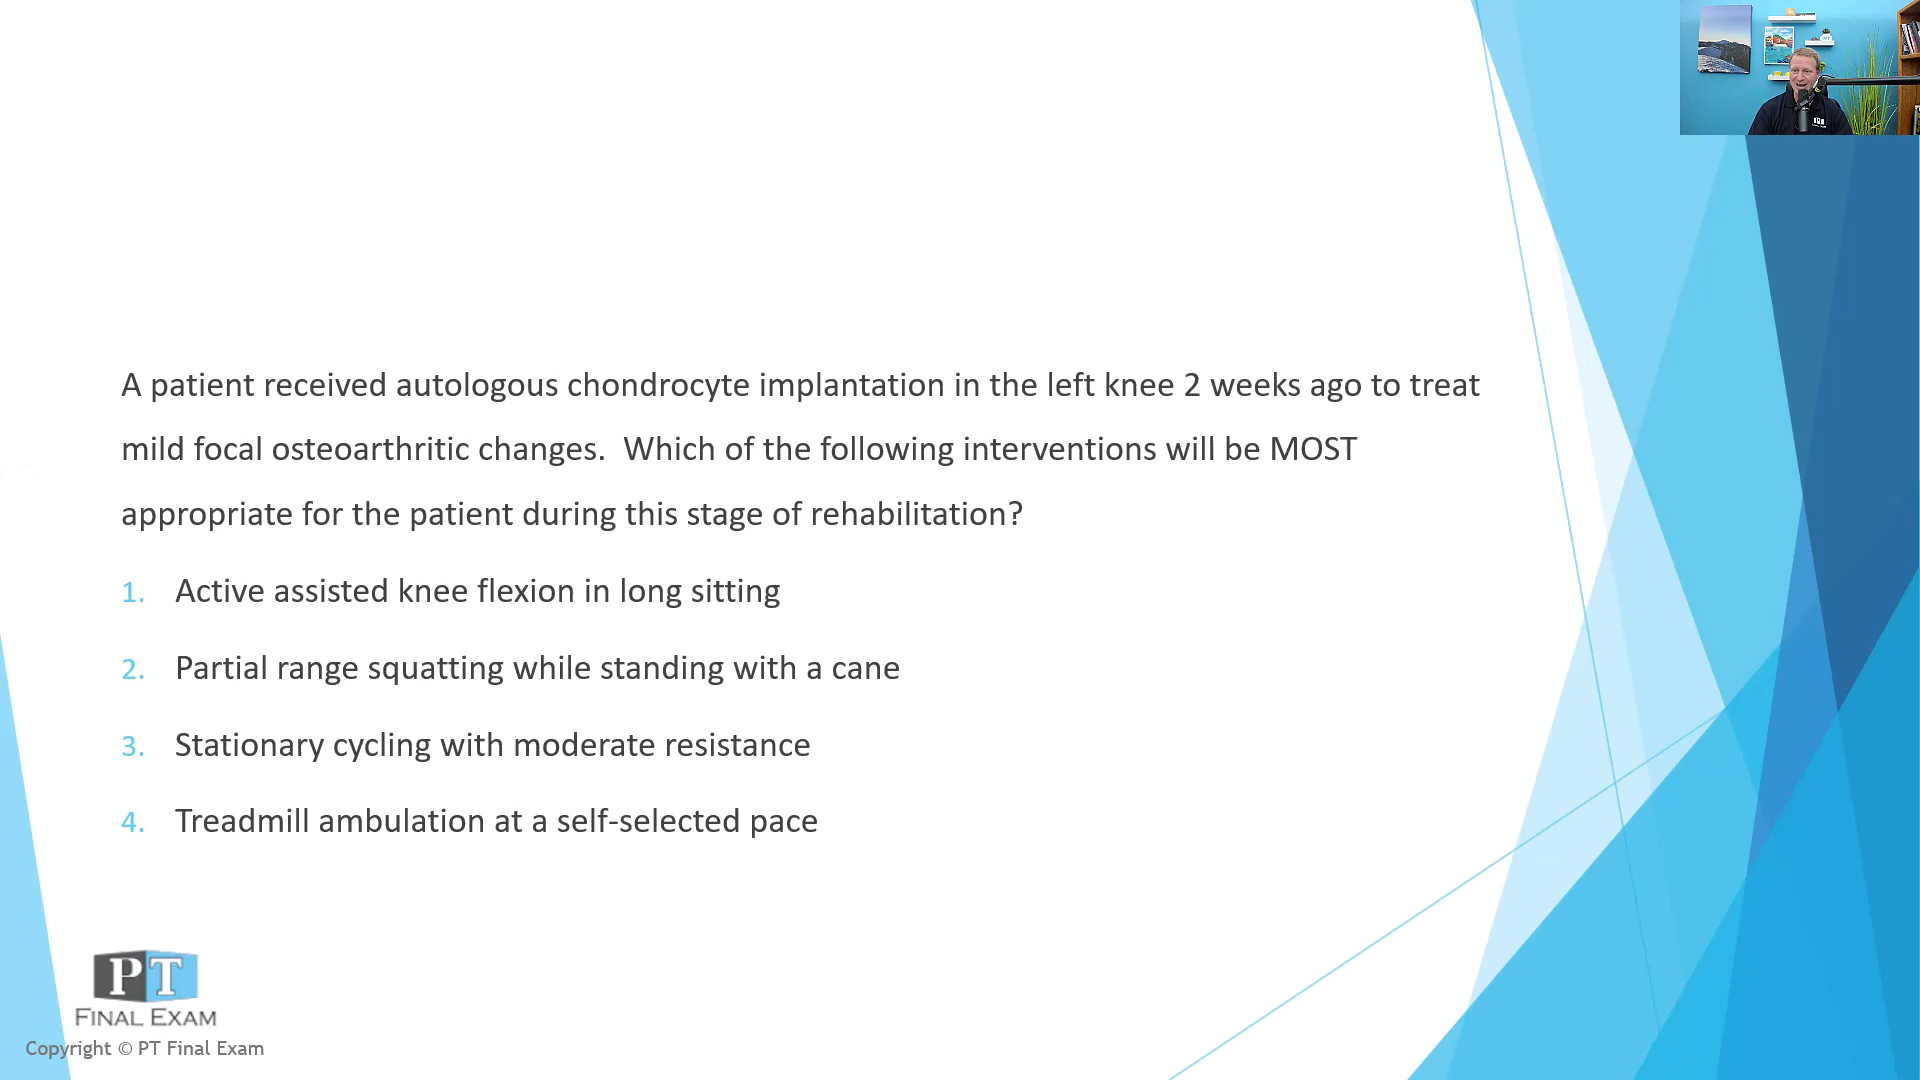 A patient received autologous chondrocyte implantation in the left knee 2 weeks ago to treat
mild focal osteoarthritic changes.  Which of the following interventions will be MOST
appropriate for the patient during this stage of rehabilitation?
1. Active assisted knee flexion in long sitting
2. Partial range squatting while standing with a cane
3. Stationary cycling with moderate resistance
4. Treadmill ambulation at a self-selected pace
PT
FINAL EXAM
Copyright © PT Final Exam